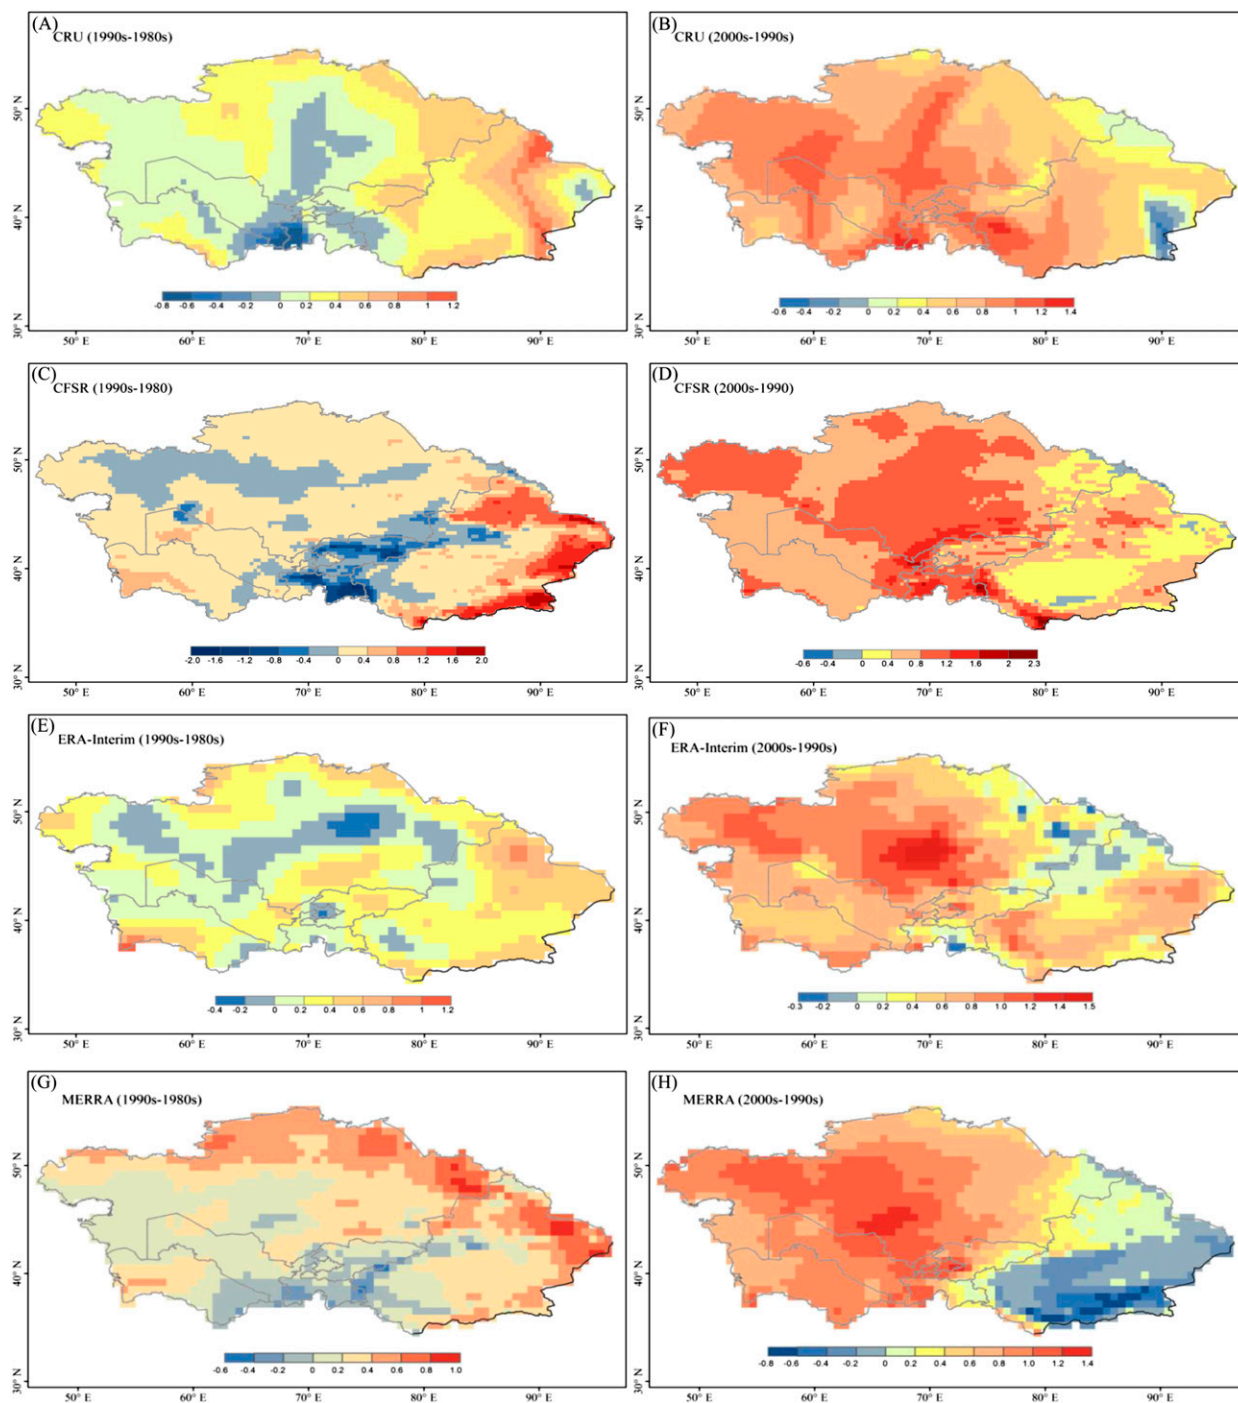 (A)
CRU (1990s-1980s)
50° N
40° N
30° N
-0.8 -0.6 -0.4 -0.2 0 0.2 0.4 0.6 0.8 1 1.2
50° E 60° E 70° E 80° E 90° E
(B)
CRU (2000s-1990s)
50° N
40° N
30° N
-0.6 -0.4 -0.2 0 0.2 0.4 0.6 0.8 1 1.2 1.4
50° E 60° E 70° E 80° E 90° E
(C)
CFSR (1990s-1980)
50° N
40° N
30° N
-2.0 -1.6 -1.2 -0.8 -0.4 0 0.4 0.8 1.2 1.6 2.0
50° E 60° E 70° E 80° E 90° E
(D)
CFSR (2000s-1990)
50° N
40° N
30° N
-0.6 -0.4 0 0.4 0.8 1.2 1.6 2 2.3
50° E 60° E 70° E 80° E 90° E
(E)
ERA-Interim (1990s-1980s)
50° N
40° N
30° N
-0.4 -0.2 0 0.2 0.4 0.6 0.8 1 1.2
50° E 60° E 70° E 80° E 90° E
(F)
ERA-Interim (2000s-1990s)
50° N
40° N
30° N
-0.3 -0.2 0 0.2 0.4 0.6 0.8 1.0 1.2 1.4 1.5
50° E 60° E 70° E 80° E 90° E
(G)
MERRA (1990s-1980s)
50° N
40° N
30° N
-0.6 -0.4 -0.2 0 0.2 0.4 0.6 0.8 1.0
50° E 60° E 70° E 80° E 90° E
(H)
MERRA (2000s-1990s)
50° N
40° N
30° N
-0.8 -0.6 -0.4 -0.2 0 0.2 0.4 0.6 0.8 1 1.2 1.4
50° E 60° E 70° E 80° E 90° E